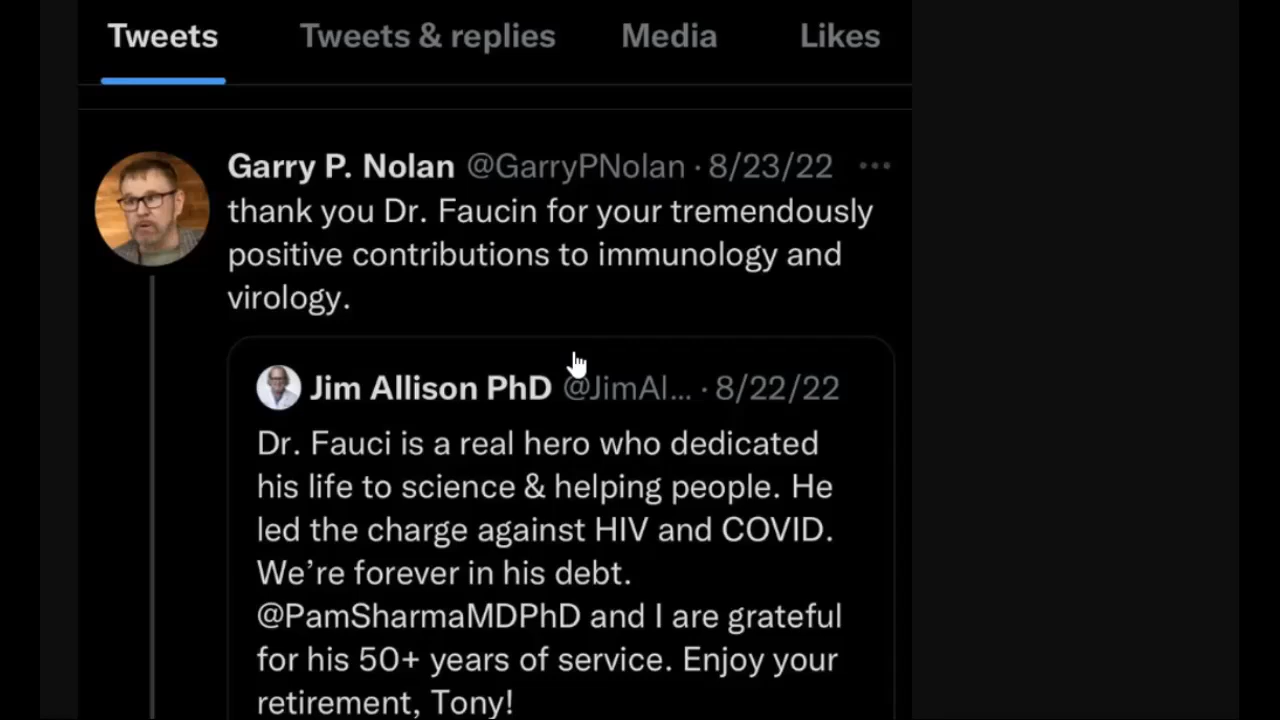 Tweets Tweets & replies Media Likes
Garry P. Nolan @GarryPNolan · 8/23/22 ···
thank you Dr. Faucin for your tremendously
positive contributions to immunology and
virology.
Jim Allison PhD @JimAl... · 8/22/22
Dr. Fauci is a real hero who dedicated
his life to science & helping people. He
led the charge against HIV and COVID.
We’re forever in his debt.
@PamSharmaMDPhD and I are grateful
for his 50+ years of service. Enjoy your
retirement, Tony!